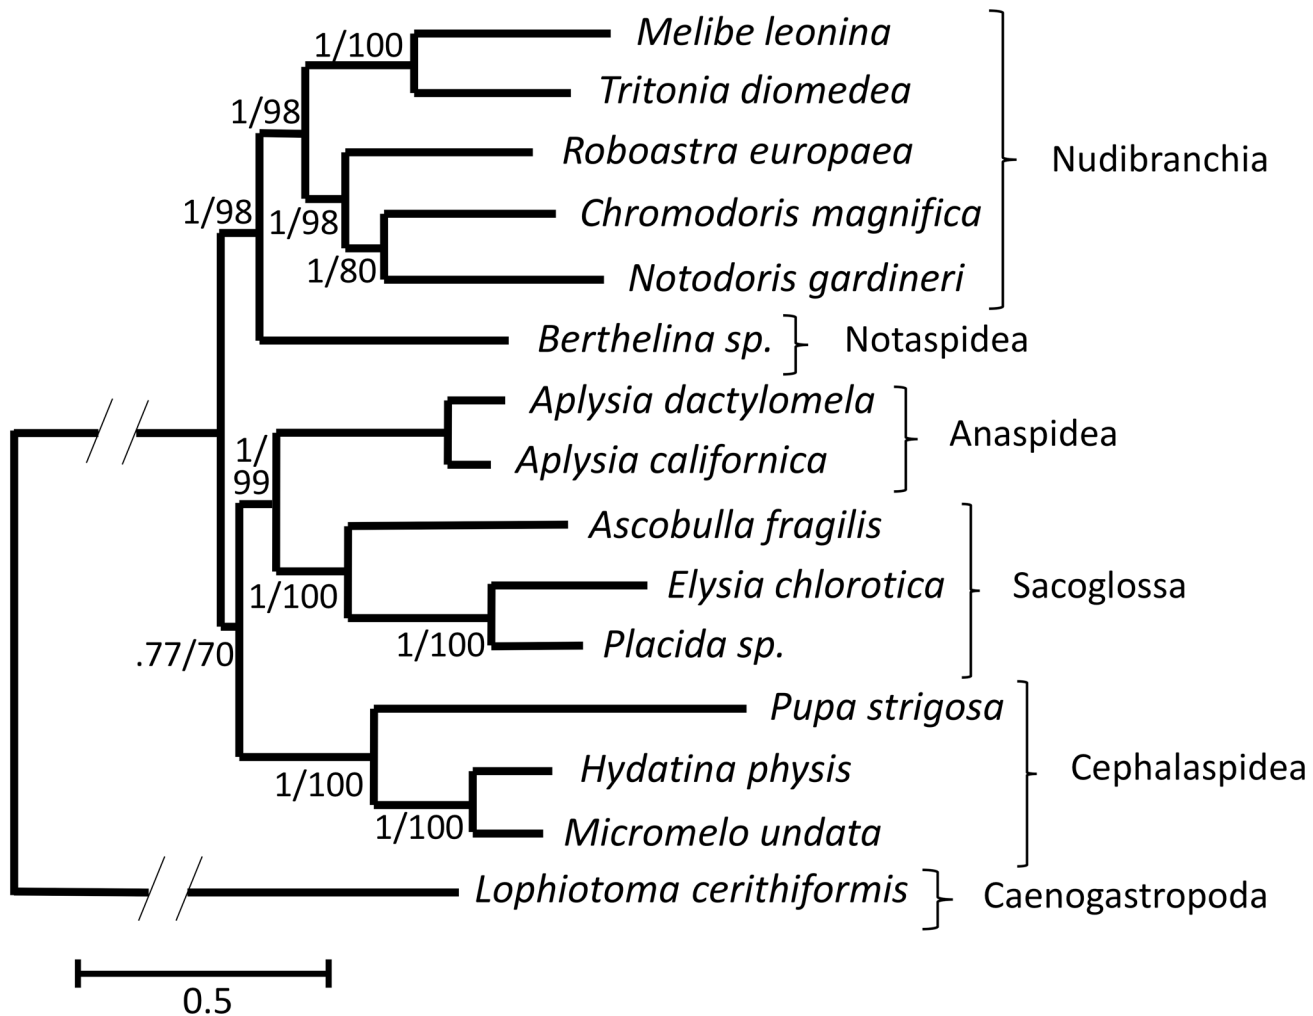 Melibe leonina
1/100
Tritonia diomedea
1/98
Roboastra europaea
Nudibranchia
1/98
1/98
Chromodoris magnifica
1/80
Notodoris gardineri
Berthelina sp.
Notaspidea
Aplysia dactylomela
Anaspidea
1/
99
Aplysia californica
Ascobulla fragilis
1/100
Elysia chlorotica
Sacoglossa
1/100
Placida sp.
.77/70
Pupa strigosa
1/100
Hydatina physis
Cephalaspidea
1/100
Micromelo undata
Lophiotoma cerithiformis
Caenogastropoda
0.5